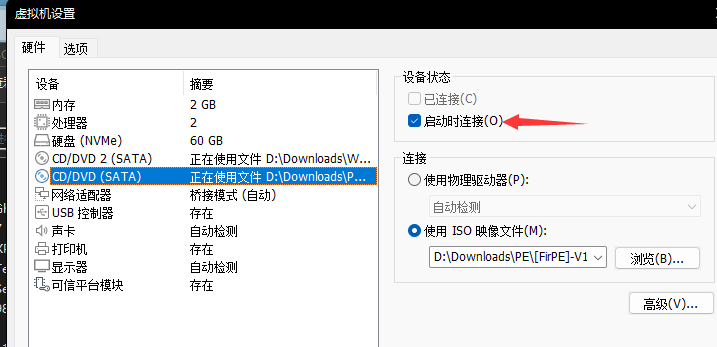 虚拟机设置
硬件 选项
设备 摘要
内存 2 GB
处理器 2
硬盘 (NVMe) 60 GB
CD/DVD 2 (SATA) 正在使用文件 D:\Downloads\W...
CD/DVD (SATA) 正在使用文件 D:\Downloads\P...
网络适配器 桥接模式 (自动)
USB 控制器 存在
声卡 自动检测
打印机 存在
显示器 自动检测
可信平台模块 存在
设备状态
已连接(C)
启动时连接(O)
连接
使用物理驱动器(P):
自动检测
使用 ISO 映像文件(M):
D:\Downloads\PE\[FirPE]-V1
浏览(B)...
高级(V)...